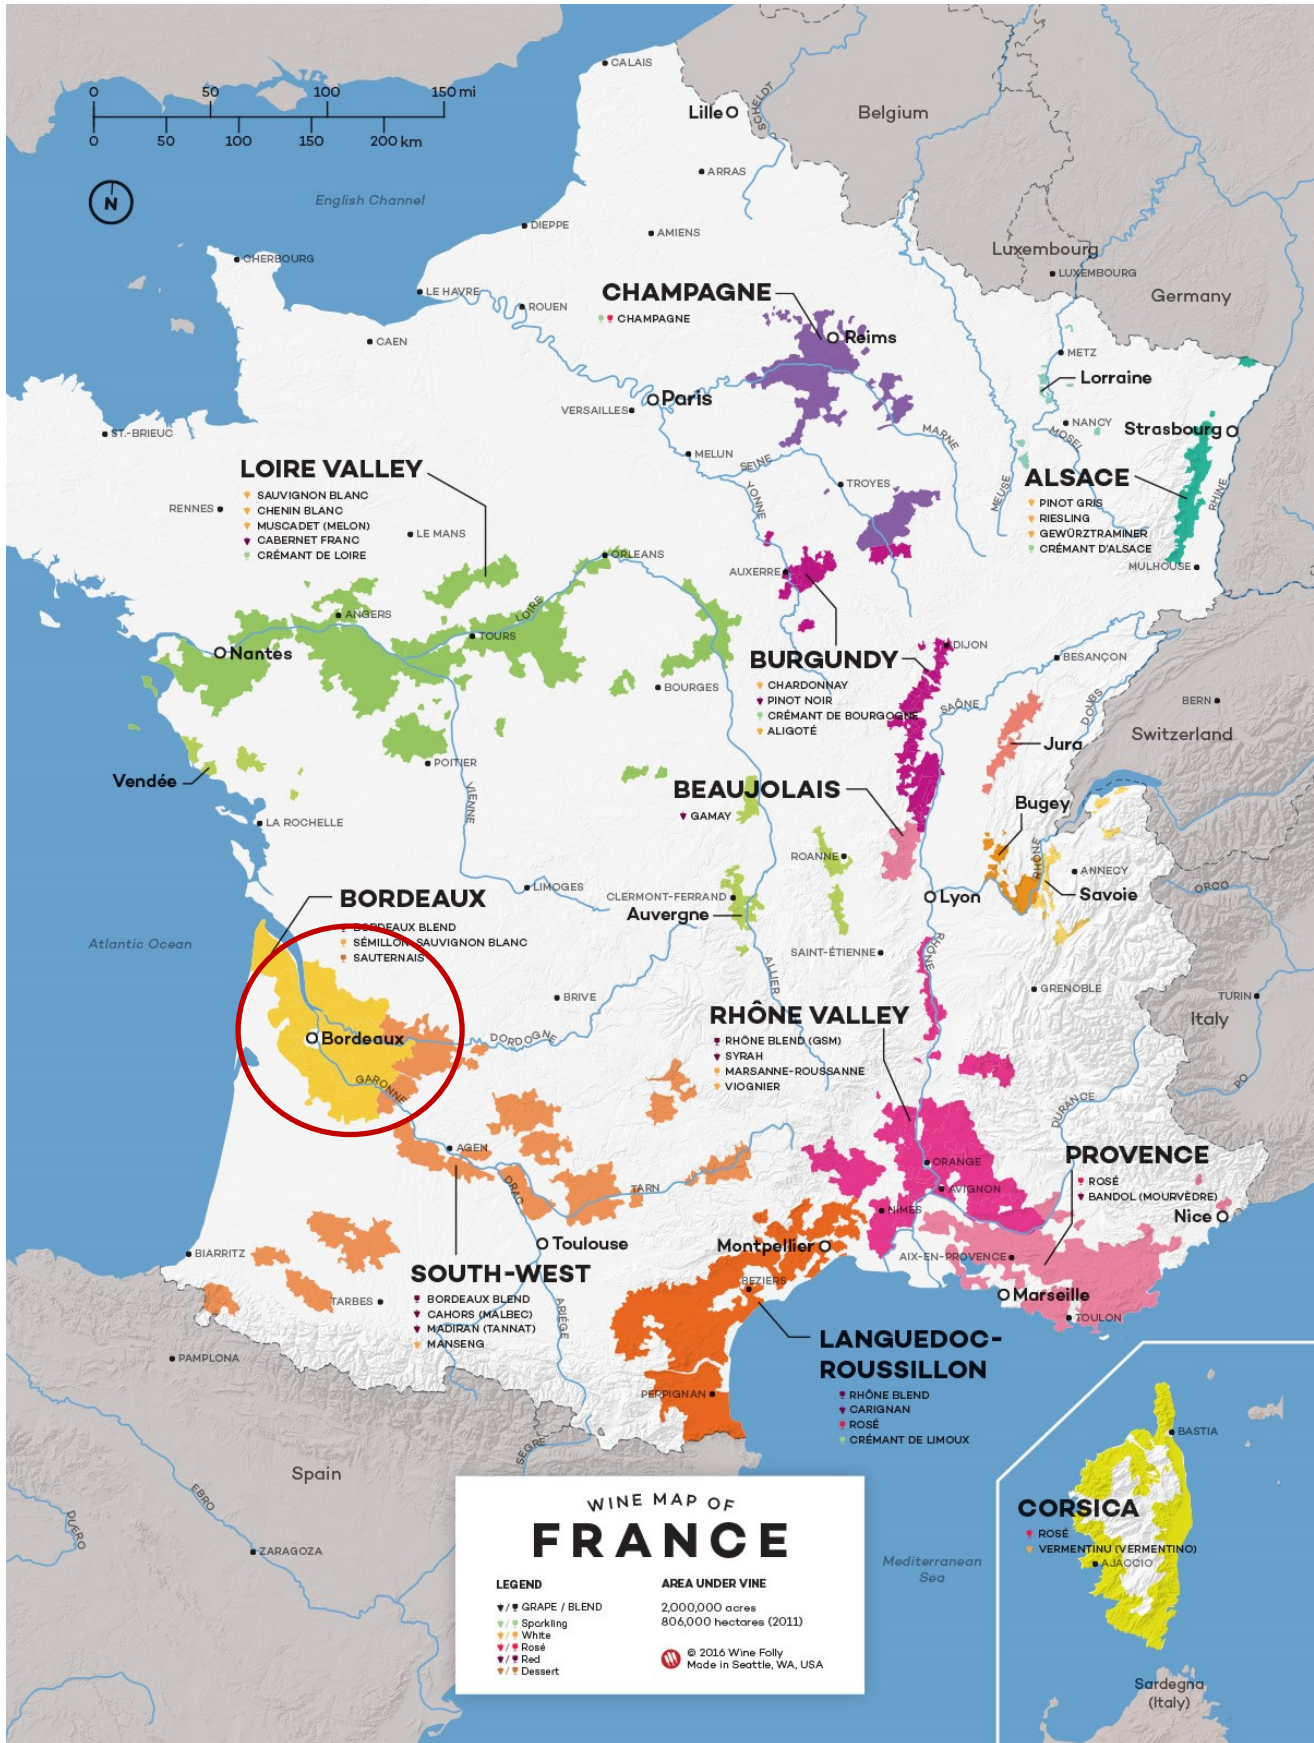 CALAIS
0 50 100 150 mi
0 50 100 150 200 km
Lille
SCHELDT
Belgium
ARRAS
N
English Channel
DIEPPE
AMIENS
Luxembourg
LUXEMBOURG
Germany
CHERBOURG
LE HAVRE
ROUEN
CHAMPAGNE
CHAMPAGNE
Reims
CAEN
METZ
Lorraine
Paris
VERSAILLES
MARNE
NANCY
MOSEL
Strasbourg
ST.-BRIEUC
MELUN
SEINE
YONNE
TROYES
MEUSE
RHINE
LOIRE VALLEY
SAUVIGNON BLANC
CHENIN BLANC
MUSCADET (MELON)
CABERNET FRANC
CRÉMANT DE LOIRE
RENNES
LE MANS
ALSACE
PINOT GRIS
RIESLING
GEWÜRZTRAMINER
CRÉMANT D'ALSACE
MULHOUSE
ORLEANS
AUXERRE
ANGERS
LOIRE
TOURS
Nantes
BOURGES
DIJON
BESANÇON
BURGUNDY
CHARDONNAY
PINOT NOIR
CRÉMANT DE BOURGOGNE
ALIGOTÉ
SAÔNE
DOUBS
BERN
Switzerland
Jura
Vendée
POITIER
VIENNE
LA ROCHELLE
BEAUJOLAIS
GAMAY
Bugey
ROANNE
RHÔNE
ANNECY
Savoie
LIMOGES
CLERMONT-FERRAND
Auvergne
Lyon
ORCO
BORDEAUX
BORDEAUX BLEND
SÉMILLON-SAUVIGNON BLANC
SAUTERNAIS
Atlantic Ocean
SAINT-ÉTIENNE
ALLIER
RHÔNE
GRENOBLE
TURIN
Italy
PO
BRIVE
DORDOGNE
Bordeaux
GARONNE
RHÔNE VALLEY
RHÔNE BLEND (GSM)
SYRAH
MARSANNE-ROUSSANNE
VIOGNIER
DURANCE
AGEN
DRAC
TARN
ORANGE
AVIGNON
NIMES
PROVENCE
ROSÉ
BANDOL (MOURVÈDRE)
Nice
BIARRITZ
Toulouse
Montpellier
AIX-EN-PROVENCE
SOUTH-WEST
BORDEAUX BLEND
CAHORS (MALBEC)
MADIRAN (TANNAT)
MANSENG
TARBES
ARIÉGE
BEZIERS
Marseille
TOULON
PAMPLONA
PERPIGNAN
LANGUEDOC-
ROUSSILLON
RHÔNE BLEND
CARIGNAN
ROSÉ
CRÉMANT DE LIMOUX
SEGRE
Spain
EBRO
DUERO
ZARAGOZA
BASTIA
CORSICA
ROSÉ
VERMENTINU (VERMENTINO)
AJACCIO
Mediterranean
Sea
Sardegna
(Italy)
WINE MAP OF
FRANCE
LEGEND
GRAPE / BLEND
Sparkling
White
Rosé
Red
Dessert
AREA UNDER VINE
2,000,000 acres
806,000 hectares (2011)
© 2016 Wine Folly
Made in Seattle, WA, USA